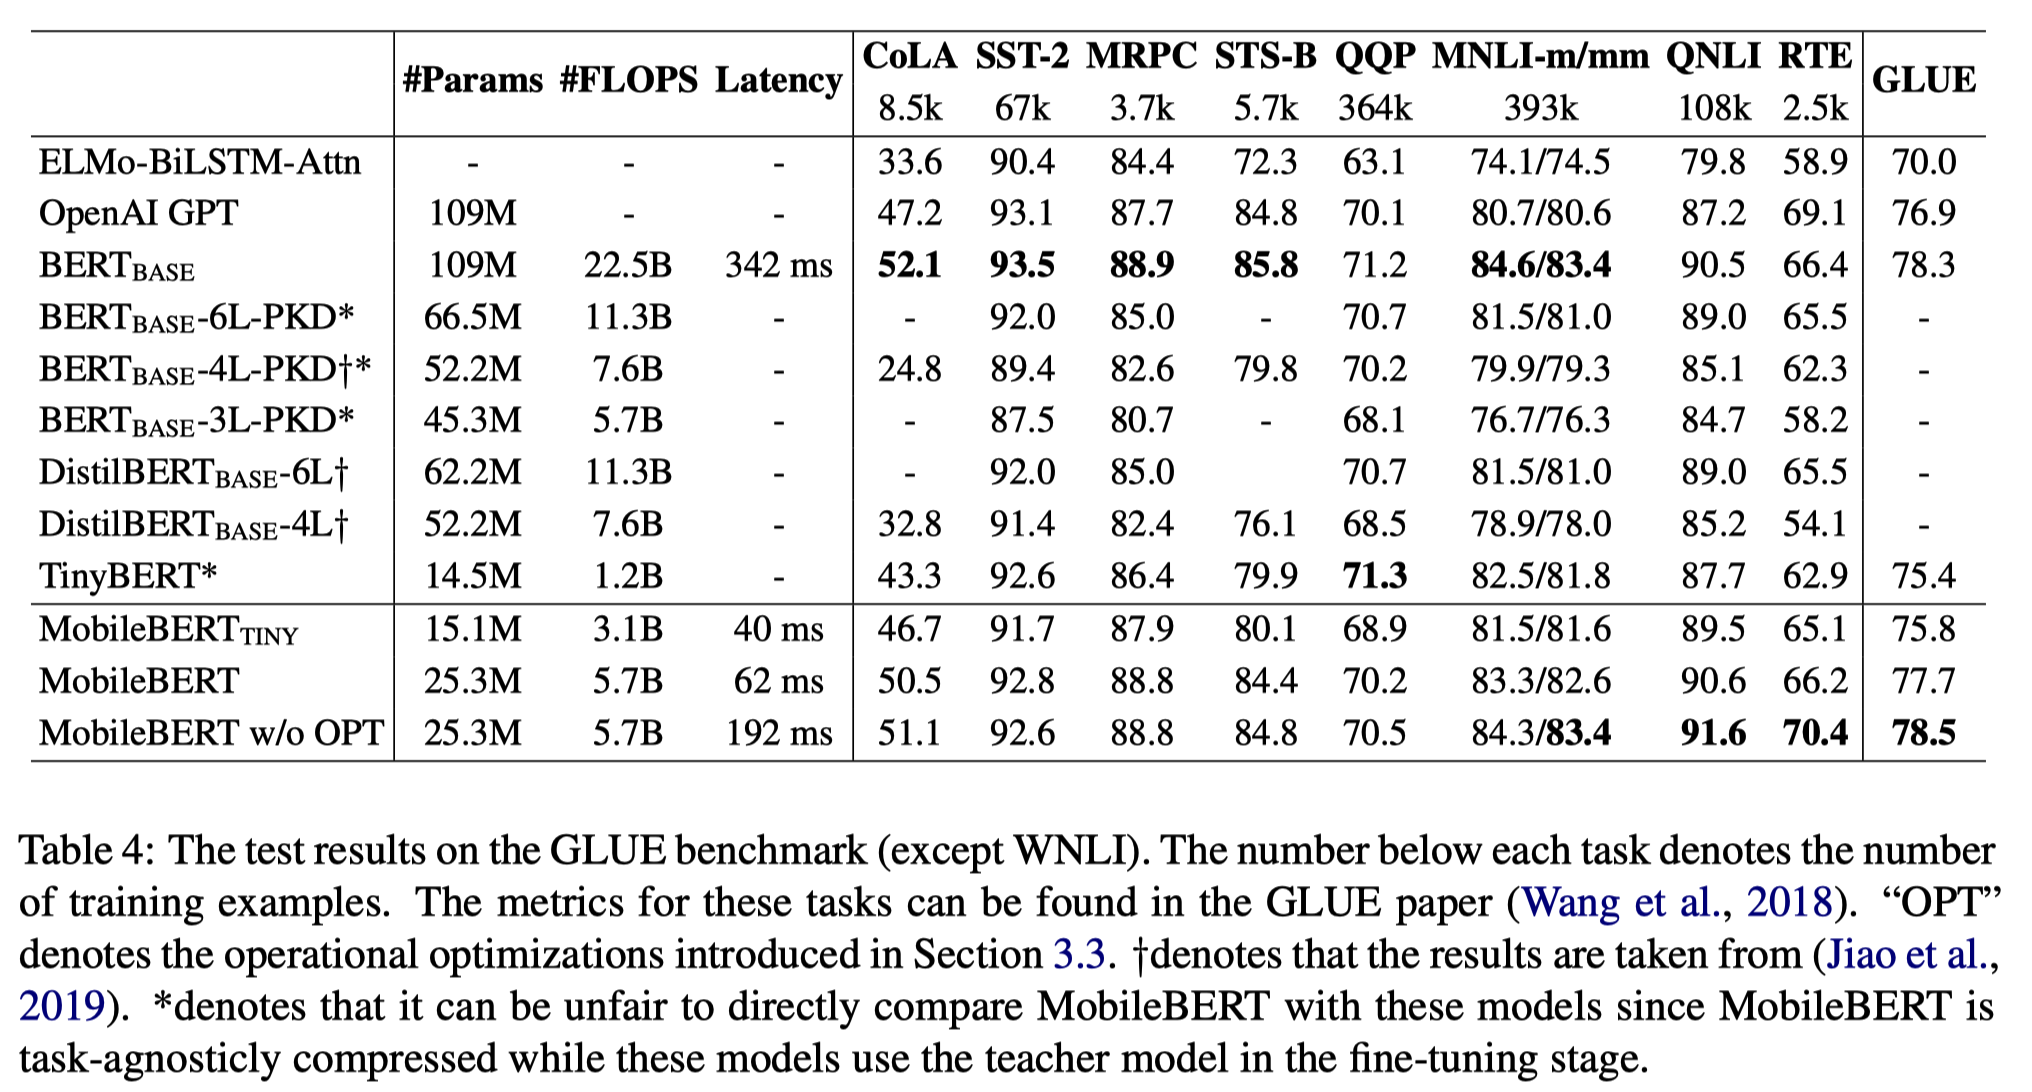 #Params #FLOPS Latency CoLA SST-2 MRPC STS-B QQP MNLI-m/mm QNLI RTE GLUE
8.5k 67k 3.7k 5.7k 364k 393k 108k 2.5k
ELMo-BiLSTM-Attn - - - 33.6 90.4 84.4 72.3 63.1 74.1/74.5 79.8 58.9 70.0
OpenAI GPT 109M - - 47.2 93.1 87.7 84.8 70.1 80.7/80.6 87.2 69.1 76.9
BERTBASE 109M 22.5B 342 ms 52.1 93.5 88.9 85.8 71.2 84.6/83.4 90.5 66.4 78.3
BERTBASE-6L-PKD* 66.5M 11.3B - - 92.0 85.0 - 70.7 81.5/81.0 89.0 65.5 -
BERTBASE-4L-PKD†* 52.2M 7.6B - 24.8 89.4 82.6 79.8 70.2 79.9/79.3 85.1 62.3 -
BERTBASE-3L-PKD* 45.3M 5.7B - - 87.5 80.7 - 68.1 76.7/76.3 84.7 58.2 -
DistilBERTBASE-6L† 62.2M 11.3B - - 92.0 85.0 70.7 81.5/81.0 89.0 65.5 -
DistilBERTBASE-4L† 52.2M 7.6B - 32.8 91.4 82.4 76.1 68.5 78.9/78.0 85.2 54.1 -
TinyBERT* 14.5M 1.2B - 43.3 92.6 86.4 79.9 71.3 82.5/81.8 87.7 62.9 75.4
MobileBERTTINY 15.1M 3.1B 40 ms 46.7 91.7 87.9 80.1 68.9 81.5/81.6 89.5 65.1 75.8
MobileBERT 25.3M 5.7B 62 ms 50.5 92.8 88.8 84.4 70.2 83.3/82.6 90.6 66.2 77.7
MobileBERT w/o OPT 25.3M 5.7B 192 ms 51.1 92.6 88.8 84.8 70.5 84.3/83.4 91.6 70.4 78.5
Table 4: The test results on the GLUE benchmark (except WNLI). The number below each task denotes the number
of training examples. The metrics for these tasks can be found in the GLUE paper (Wang et al., 2018). “OPT”
denotes the operational optimizations introduced in Section 3.3. †denotes that the results are taken from (Jiao et al.,
2019). *denotes that it can be unfair to directly compare MobileBERT with these models since MobileBERT is
task-agnosticly compressed while these models use the teacher model in the fine-tuning stage.